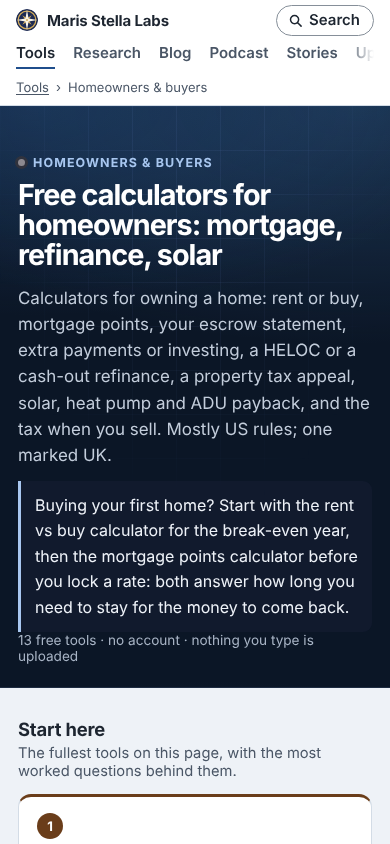 Maris Stella Labs
Search
Tools Research Blog Podcast Stories Up
Tools › Homeowners & buyers
HOMEOWNERS & BUYERS
Free calculators for
homeowners: mortgage,
refinance, solar
Calculators for owning a home: rent or buy,
mortgage points, your escrow statement,
extra payments or investing, a HELOC or a
cash-out refinance, a property tax appeal,
solar, heat pump and ADU payback, and the
tax when you sell. Mostly US rules; one
marked UK.
Buying your first home? Start with the rent
vs buy calculator for the break-even year,
then the mortgage points calculator before
you lock a rate: both answer how long you
need to stay for the money to come back.
13 free tools · no account · nothing you type is
uploaded
Start here
The fullest tools on this page, with the most
worked questions behind them.
1